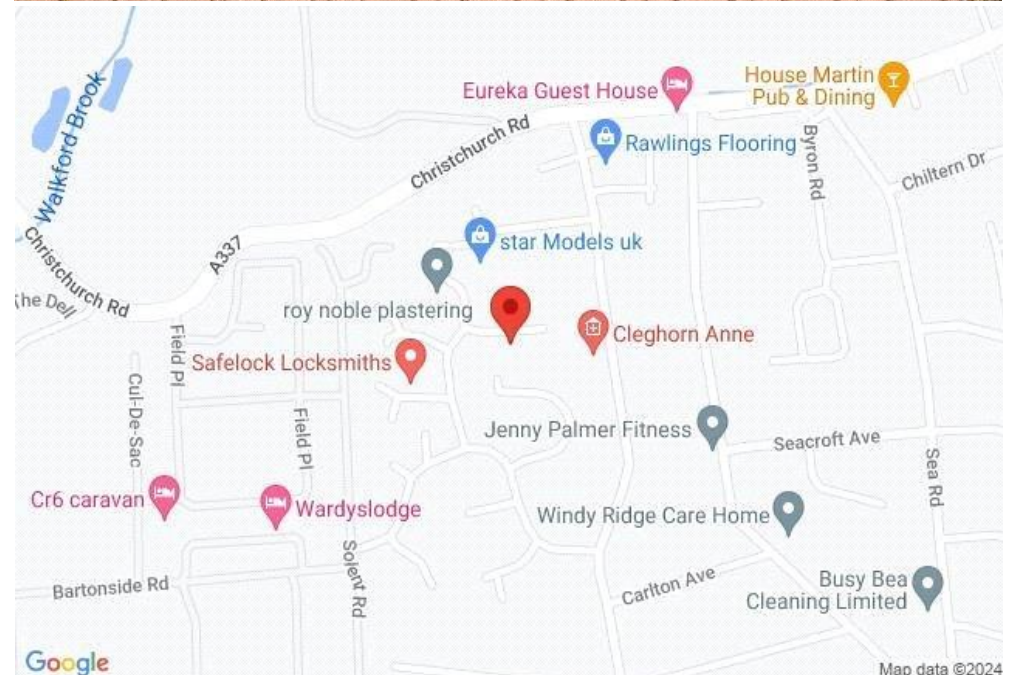 Eureka Guest House
House Martin
Pub & Dining
Rawlings Flooring
Christchurch Rd
Byron Rd
Chiltern Dr
Walkford Brook
star Models uk
Christchurch Rd
A337
The Dell
roy noble plastering
Cleghorn Anne
Safelock Locksmiths
Field Pl
Cul-De-Sac
Field Pl
Jenny Palmer Fitness
Seacroft Ave
Sea Rd
Cr6 caravan
Wardyslodge
Windy Ridge Care Home
Solent Rd
Bartonside Rd
Carlton Ave
Busy Bea
Cleaning Limited
Google
Map data ©2024